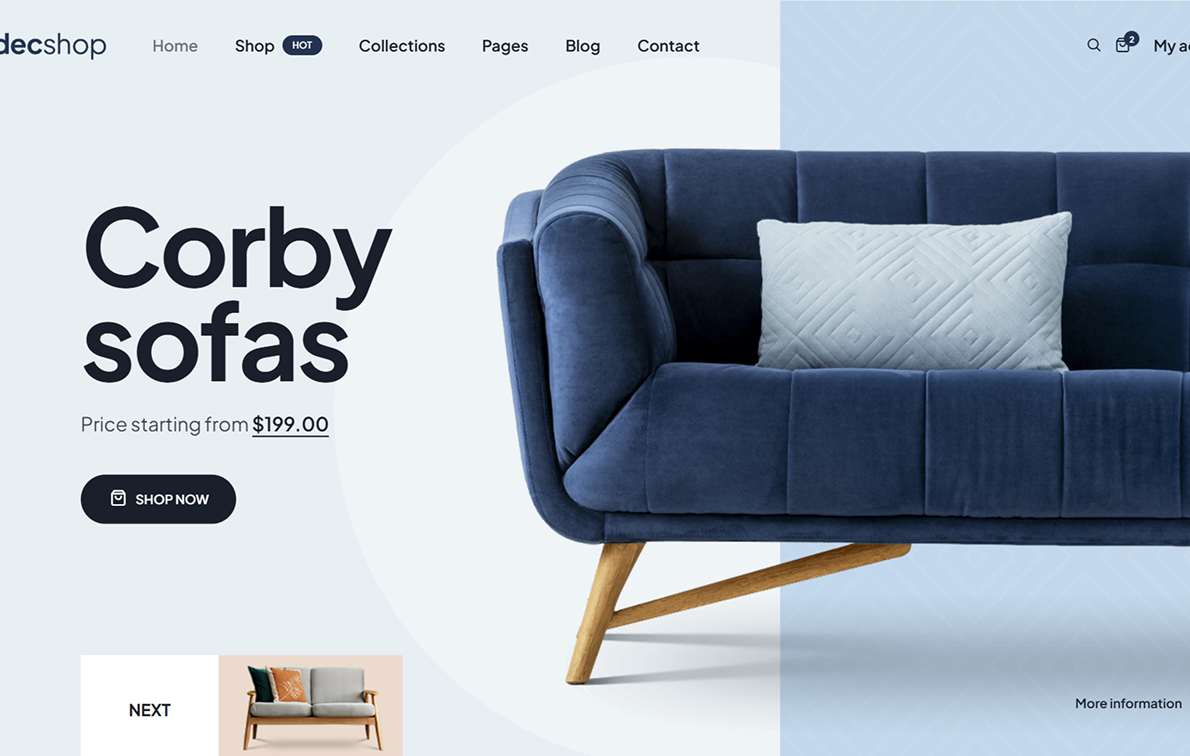 decshop
Home
Shop
HOT
Collections
Pages
Blog
Contact
2
My
Corby
sofas
Price starting from $199.00
SHOP NOW
NEXT
More information